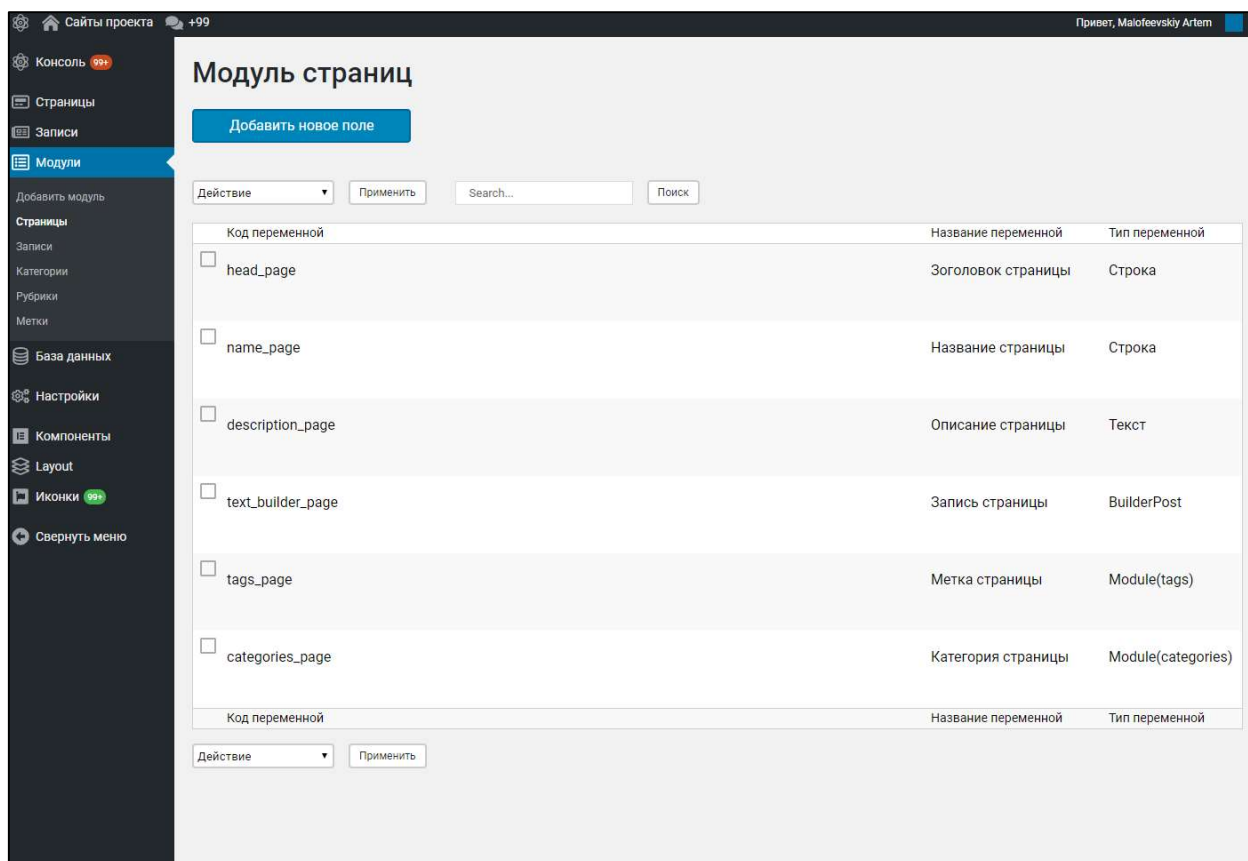 Сайты проекта +99 Привет, Malofeevskiy Artem
Консоль 99+
Страницы
Записи
Модули
Добавить модуль
Страницы
Записи
Категории
Рубрики
Метки
База данных
Настройки
Компоненты
Layout
Иконки 99+
Свернуть меню
Модуль страниц
Добавить новое поле
Действие Применить Search... Поиск
Код переменной Название переменной Тип переменной
head_page Зоголовок страницы Строка
name_page Название страницы Строка
description_page Описание страницы Текст
text_builder_page Запись страницы BuilderPost
tags_page Метка страницы Module(tags)
categories_page Категория страницы Module(categories)
Код переменной Название переменной Тип переменной
Действие Применить